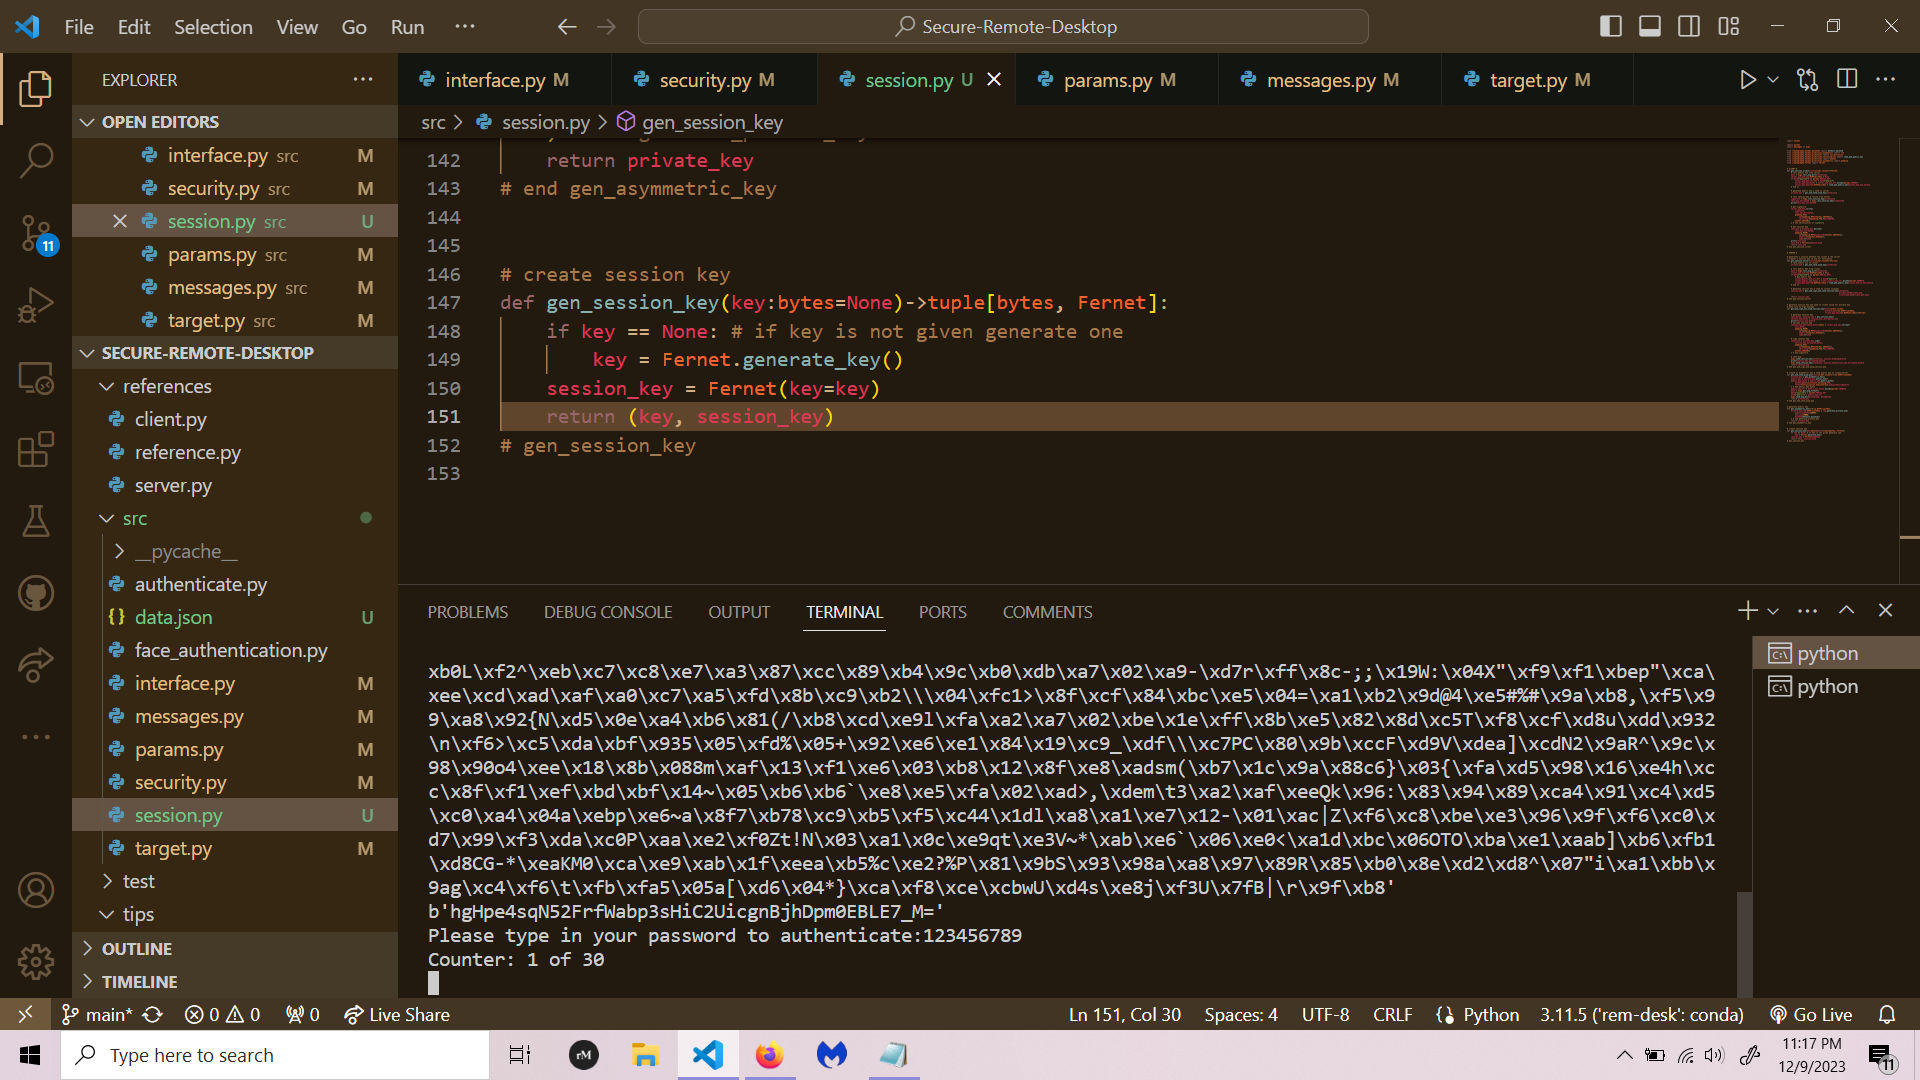 File Edit Selection View Go Run ··· Secure-Remote-Desktop
EXPLORER
OPEN EDITORS
interface.py src M
security.py src M
session.py src U
params.py src M
messages.py src M
target.py src M
SECURE-REMOTE-DESKTOP
references
client.py
reference.py
server.py
src
__pycache__
authenticate.py
data.json U
face_authentication.py
interface.py M
messages.py M
params.py M
security.py M
session.py U
target.py M
test
tips
OUTLINE
TIMELINE
11
interface.py M security.py M session.py U params.py M messages.py M target.py M
src > session.py > gen_session_key
142 return private_key
143 # end gen_asymmetric_key
144
145
146 # create session key
147 def gen_session_key(key:bytes=None)->tuple[bytes, Fernet]:
148 if key == None: # if key is not given generate one
149 key = Fernet.generate_key()
150 session_key = Fernet(key=key)
151 return (key, session_key)
152 # gen_session_key
153
PROBLEMS DEBUG CONSOLE OUTPUT TERMINAL PORTS COMMENTS
python
python
xb0L\xf2^\xeb\xc7\xc8\xe7\xa3\x87\xcc\x89\xb4\x9c\xb0\xdb\xa7\x02\xa9-\xd7r\xff\x8c-;;\x19W:\x04X"\xf9\xf1\xbep"\xca\
xee\xcd\xad\xaf\xa0\xc7\xa5\xfd\x8b\xc9\xb2\\\x04\xfc1>\x8f\xcf\x84\xbc\xe5\x04=\xa1\xb2\x9d@4\xe5#%#\x9a\xb8,\xf5\x9
9\xa8\x92{N\xd5\x0e\xa4\xb6\x81(/\xb8\xcd\xe9l\xfa\xa2\xa7\x02\xbe\x1e\xff\x8b\xe5\x82\x8d\xc5T\xf8\xcf\xd8u\xdd\x932
\n\xf6>\xc5\xda\xbf\x935\x05\xfd%\x05+\x92\xe6\xe1\x84\x19\xc9_\xdf\\\xc7PC\x80\x9b\xccF\xd9V\xdea]\xcdN2\x9aR^\x9c\x
98\x90o4\xee\x18\x8b\x088m\xaf\x13\xf1\xe6\x03\xb8\x12\x8f\xe8\xadsm(\xb7\x1c\x9a\x88c6}\x03{\xfa\xd5\x98\x16\xe4h\xc
c\x8f\xf1\xef\xbd\xbf\x14~\x05\xb6\xb6`\xe8\xe5\xfa\x02\xad>,\xdem\t3\xa2\xaf\xeeQk\x96:\x83\x94\x89\xca4\x91\xc4\xd5
\xc0\xa4\x04a\xebp\xe6~a\x8f7\xb78\xc9\xb5\xf5\xc44\x1dl\xa8\xa1\xe7\x12-\x01\xac|Z\xf6\xc8\xbe\xe3\x96\x9f\xf6\xc0\x
d7\x99\xf3\xda\xc0P\xaa\xe2\xf0Zt!N\x03\xa1\x0c\xe9qt\xe3V~*\xab\xe6`\x06\xe0<\xa1d\xbc\x06OTO\xba\xe1\xaab]\xb6\xfb1
\xd8CG-*\xeaKM0\xca\xe9\xab\x1f\xeea\xb5%c\xe2?%P\x81\x9bS\x93\x98a\xa8\x97\x89R\x85\xb0\x8e\xd2\xd8^\x07"i\xa1\xbb\x
9ag\xc4\xf6\t\xfb\xfa5\x05a[\xd6\x04*}\xca\xf8\xce\xcbwU\xd4s\xe8j\xf3U\x7fB|\r\x9f\xb8'
b'hgHpe4sqN52FrfWabp3sHiC2UicgnBjhDpm0EBLE7_M='
Please type in your password to authenticate:123456789
Counter: 1 of 30
main* 0 0 0 Live Share Ln 151, Col 30 Spaces: 4 UTF-8 CRLF Python 3.11.5 ('rem-desk': conda) Go Live
Type here to search rM 11:17 PM
12/9/2023 11